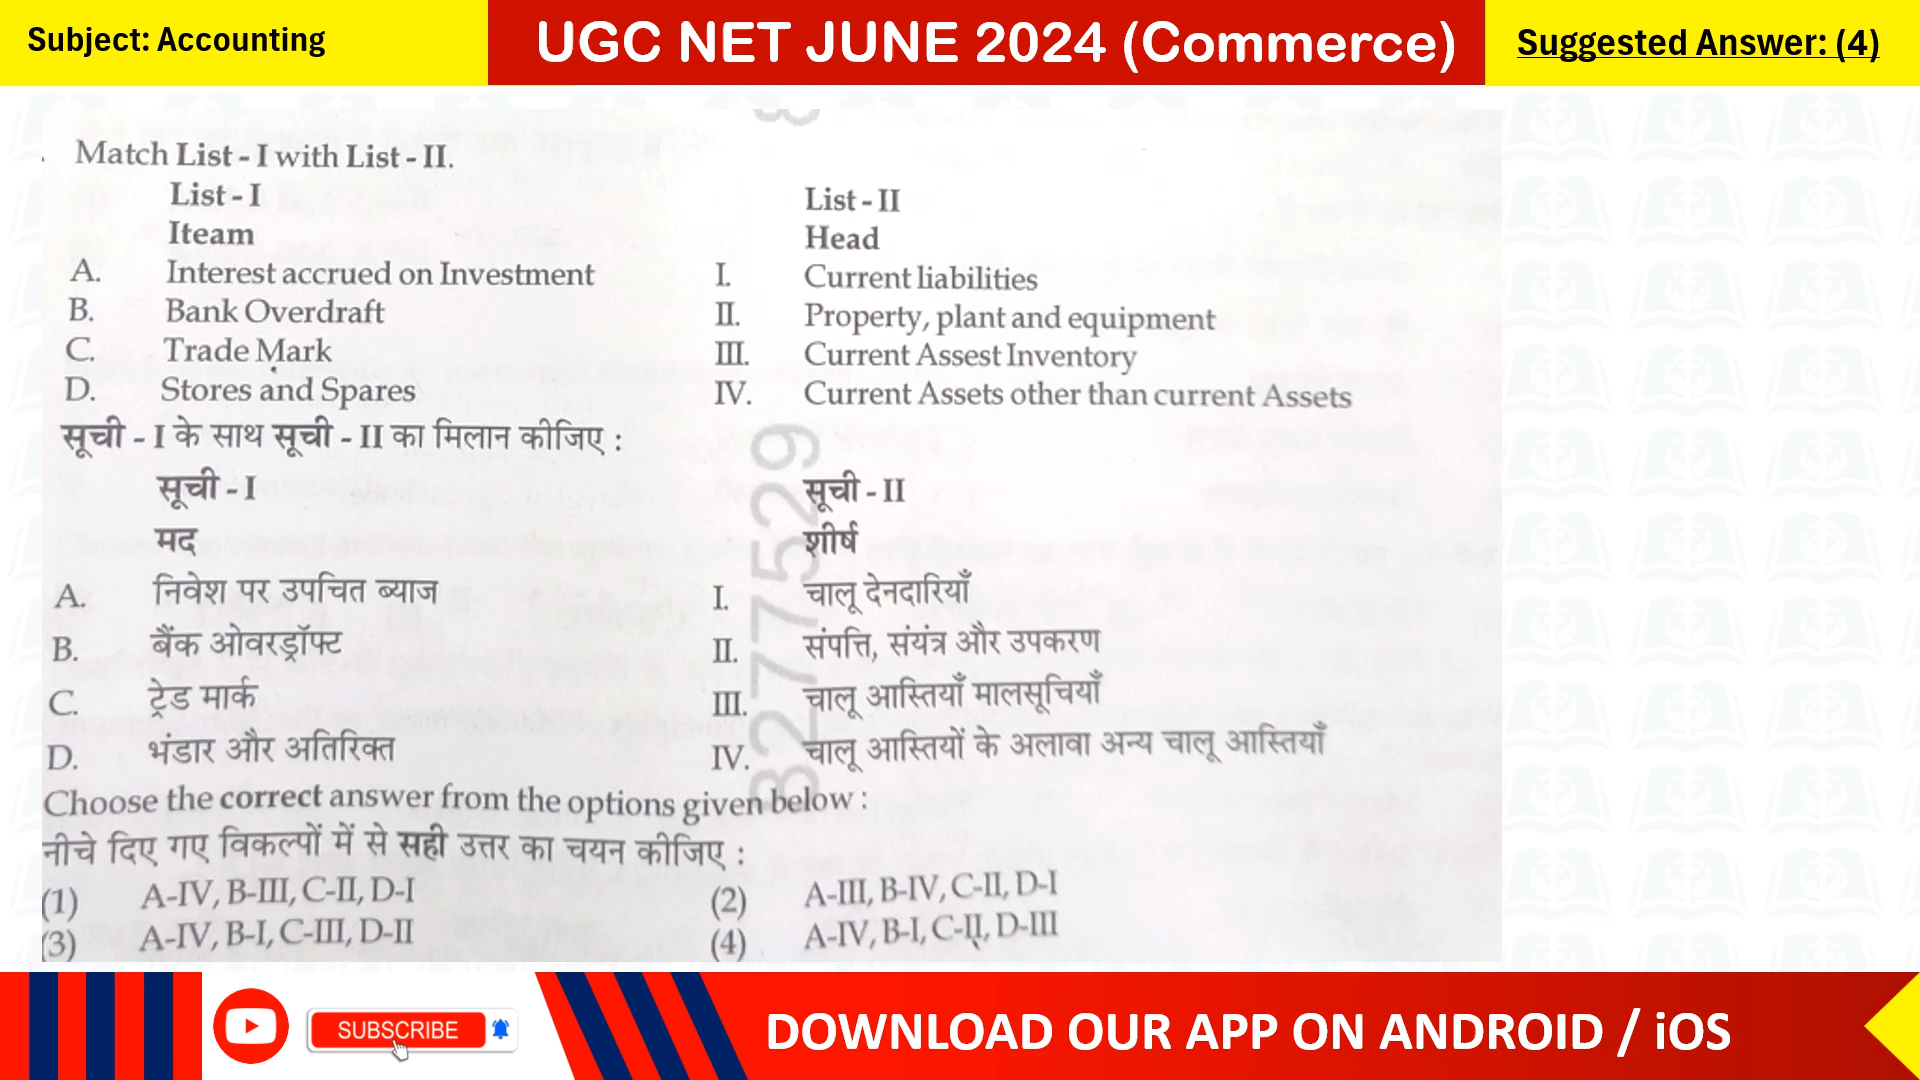 Subject: Accounting
UGC NET JUNE 2024 (Commerce)
Suggested Answer: (4)
Match List - I with List - II.
List - I List - II
Iteam Head
A. Interest accrued on Investment I. Current liabilities
B. Bank Overdraft II. Property, plant and equipment
C. Trade Mark III. Current Assest Inventory
D. Stores and Spares IV. Current Assets other than current Assets
सूची - I के साथ सूची - II का मिलान कीजिए :
सूची - I सूची - II
मद शीर्ष
A. निवेश पर उपचित ब्याज I. चालू देनदारियाँ
B. बैंक ओवरड्रॉफ्ट II. संपत्ति, संयंत्र और उपकरण
C. ट्रेड मार्क III. चालू आस्तियाँ मालसूचियाँ
D. भंडार और अतिरिक्त IV. चालू आस्तियों के अलावा अन्य चालू आस्तियाँ
Choose the correct answer from the options given below :
नीचे दिए गए विकल्पों में से सही उत्तर का चयन कीजिए :
(1) A-IV, B-III, C-II, D-I (2) A-III, B-IV, C-II, D-I
(3) A-IV, B-I, C-III, D-II (4) A-IV, B-I, C-II, D-III
SUBSCRIBE
DOWNLOAD OUR APP ON ANDROID / iOS